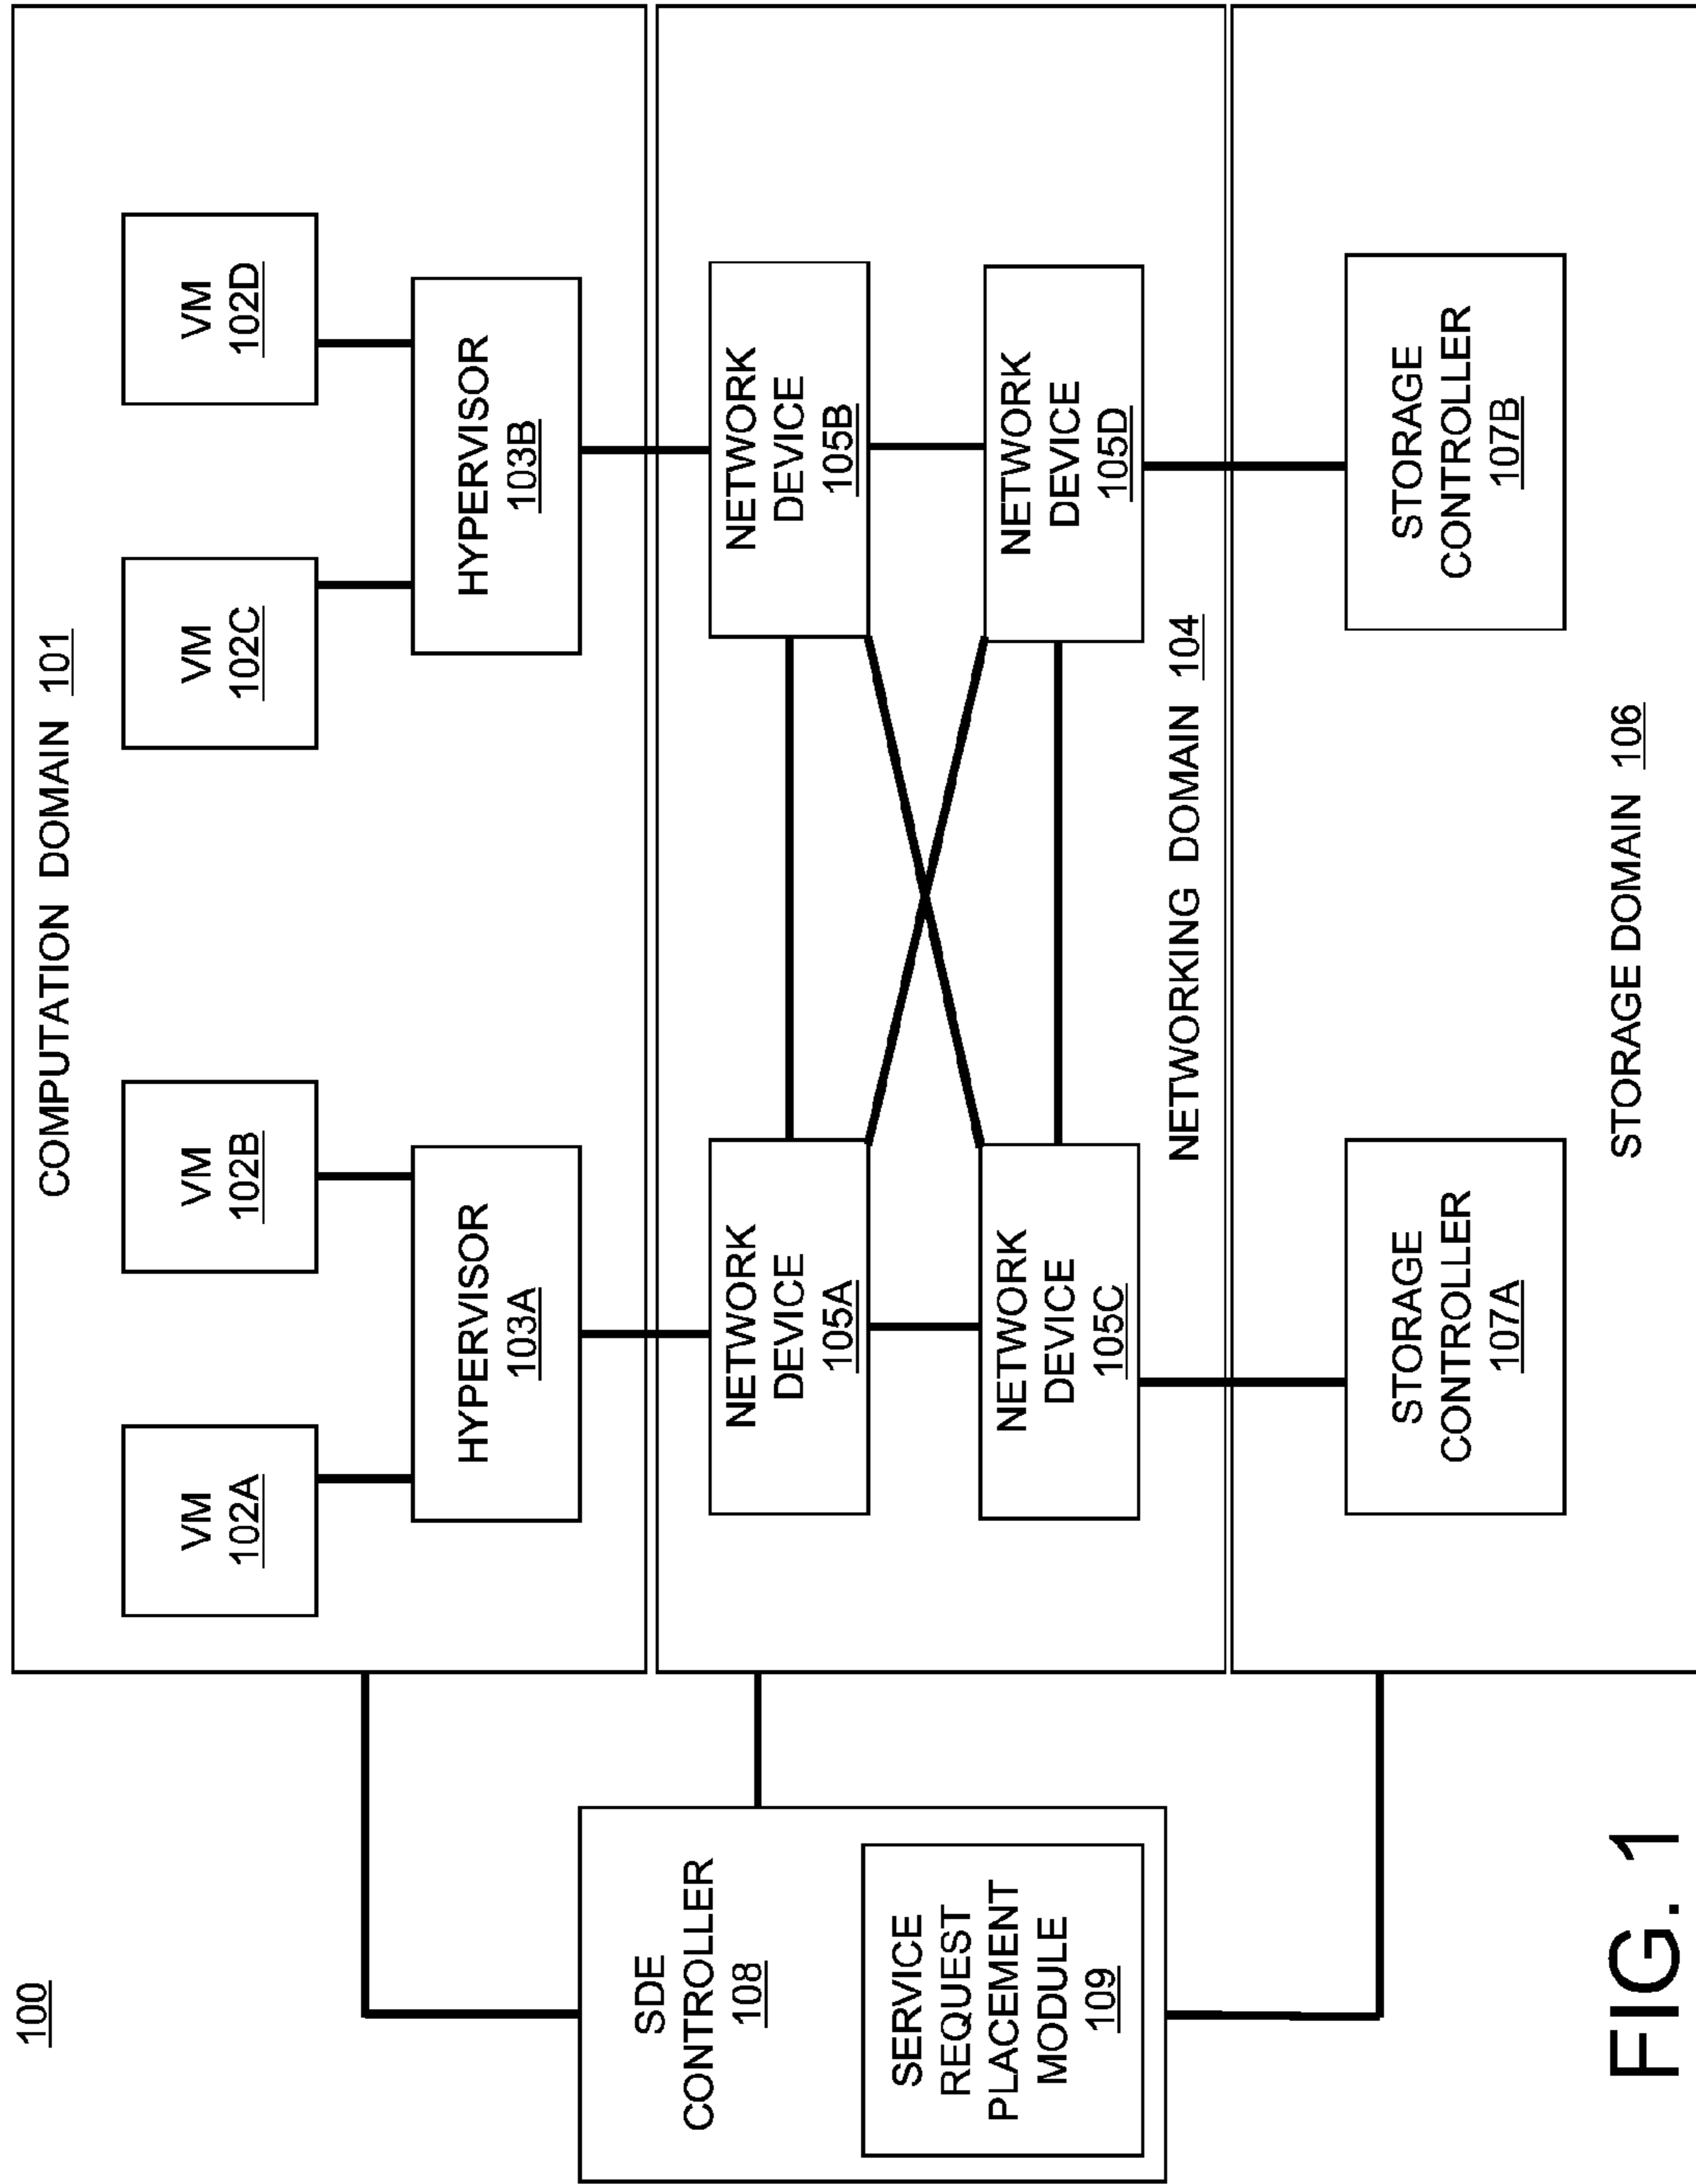 100
COMPUTATION DOMAIN 101
VM
102A
VM
102B
VM
102C
VM
102D
HYPERVISOR
103A
HYPERVISOR
103B
SDE
CONTROLLER
108
SERVICE
REQUEST
PLACEMENT
MODULE
109
NETWORK
DEVICE
105A
NETWORK
DEVICE
105B
NETWORK
DEVICE
105C
NETWORK
DEVICE
105D
NETWORKING DOMAIN 104
STORAGE
CONTROLLER
107A
STORAGE
CONTROLLER
107B
STORAGE DOMAIN 106
FIG. 1